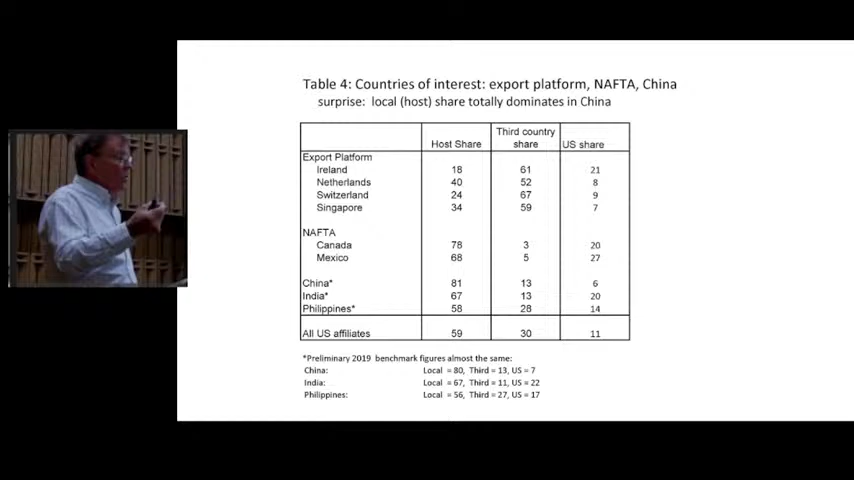 Table 4: Countries of interest: export platform, NAFTA, China
surprise: local (host) share totally dominates in China
Host Share Third country share US share
Export Platform
Ireland 18 61 21
Netherlands 40 52 8
Switzerland 24 67 9
Singapore 34 59 7
NAFTA
Canada 78 3 20
Mexico 68 5 27
China* 81 13 6
India* 67 13 20
Philippines* 58 28 14
All US affiliates 59 30 11
*Preliminary 2019 benchmark figures almost the same:
China: Local = 80, Third = 13, US = 7
India: Local = 67, Third = 11, US = 22
Philippines: Local = 56, Third = 27, US = 17